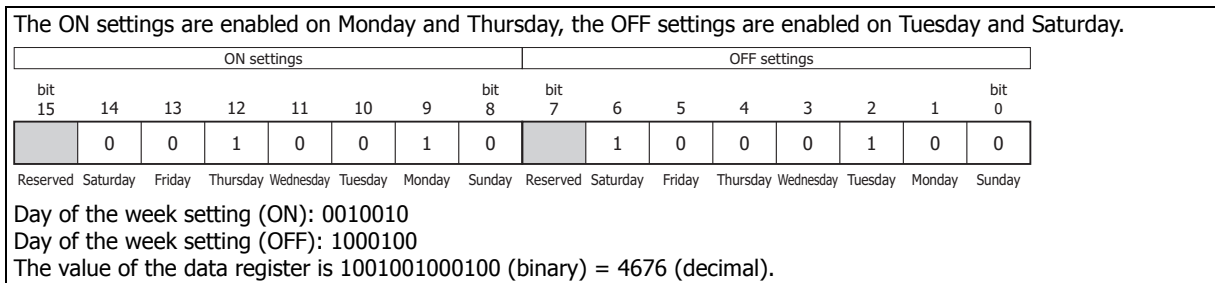 The ON settings are enabled on Monday and Thursday, the OFF settings are enabled on Tuesday and Saturday.
ON settings OFF settings
bit bit bit bit
15 14 13 12 11 10 9 8 7 6 5 4 3 2 1 0
0 0 1 0 0 1 0 1 0 0 0 1 0 0
Reserved Saturday Friday Thursday Wednesday Tuesday Monday Sunday Reserved Saturday Friday Thursday Wednesday Tuesday Monday Sunday
Day of the week setting (ON): 0010010
Day of the week setting (OFF): 1000100
The value of the data register is 1001001000100 (binary) = 4676 (decimal).